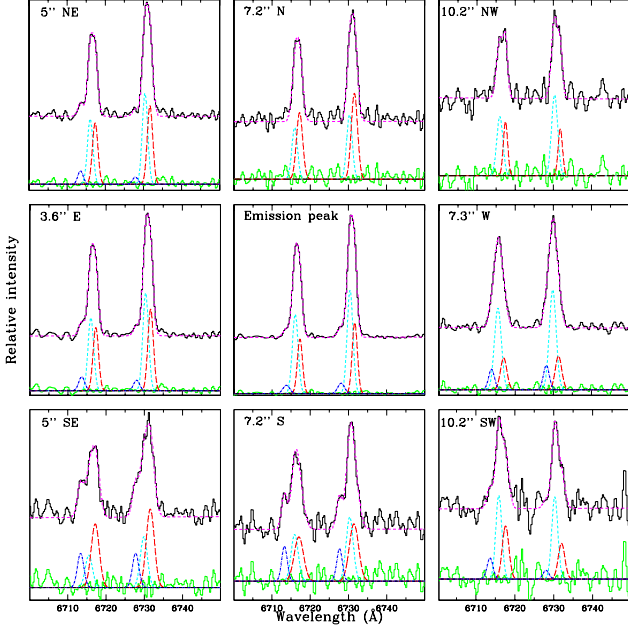 5'' NE
7.2'' N
10.2'' NW
3.6'' E
Emission peak
7.3'' W
5'' SE
7.2'' S
10.2'' SW
Relative intensity
6710 6720 6730 6740
6710 6720 6730 6740
6710 6720 6730 6740
Wavelength (Å)